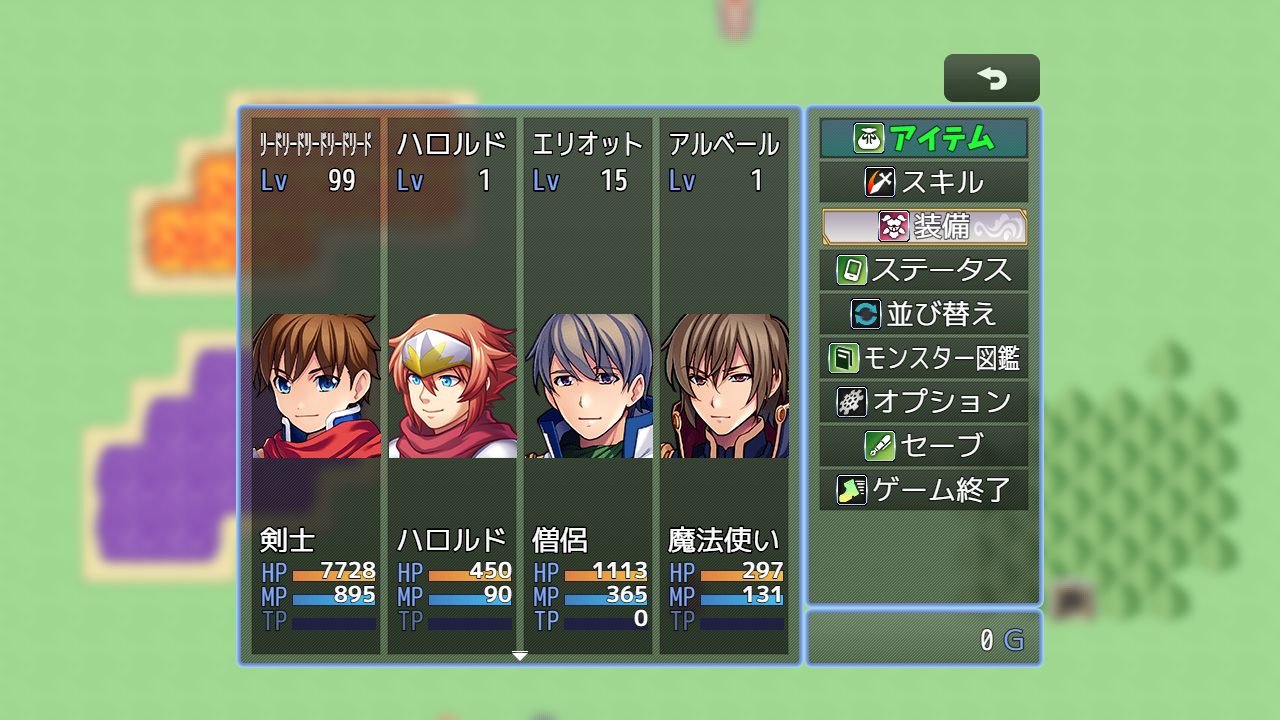 リードリードリードリードリード
Lv 99
剣士
HP 7728
MP 895
TP
ハロルド
Lv 1
ハロルド
HP 450
MP 90
TP
エリオット
Lv 15
僧侶
HP 1113
MP 365
TP 0
アルベール
Lv 1
魔法使い
HP 297
MP 131
TP
アイテム
スキル
装備
ステータス
並び替え
モンスター図鑑
オプション
セーブ
ゲーム終了
0 G